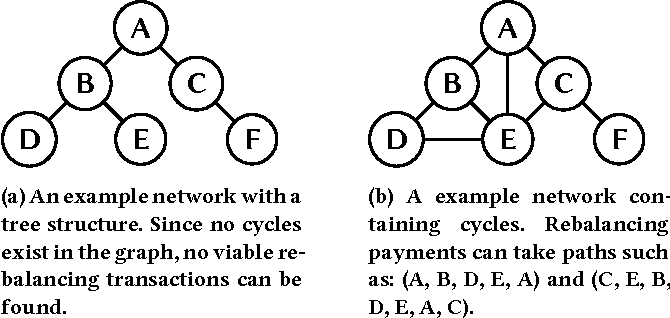 A
B
C
D
E
F
(a) An example network with a
tree structure. Since no cycles
exist in the graph, no viable re-
balancing transactions can be
found.
A
B
C
D
E
F
(b) A example network con-
taining cycles. Rebalancing
payments can take paths such
as: (A, B, D, E, A) and (C, E, B,
D, E, A, C).